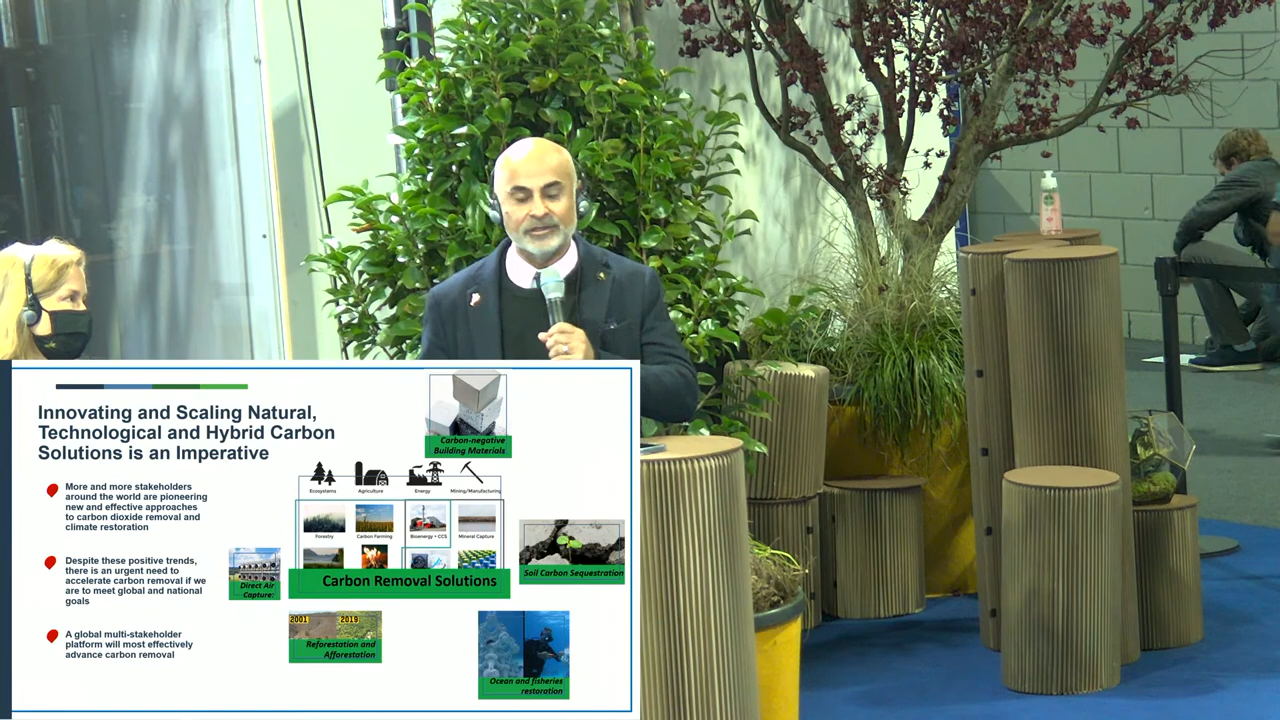 Innovating and Scaling Natural,
Technological and Hybrid Carbon
Solutions is an Imperative
More and more stakeholders
around the world are pioneering
new and effective approaches
to carbon dioxide removal and
climate restoration
Despite these positive trends,
there is an urgent need to
accelerate carbon removal if we
are to meet global and national
goals
A global multi-stakeholder
platform will most effectively
advance carbon removal
Carbon-negative
Building Materials
Ecosystems Agriculture Energy Mining/Manufacturing
Forestry Carbon Farming Bioenergy + CCS Mineral Capture
Direct Air
Capture:
Carbon Removal Solutions
Soil Carbon Sequestration
2001 2019
Reforestation and
Afforestation
Ocean and fisheries
restoration